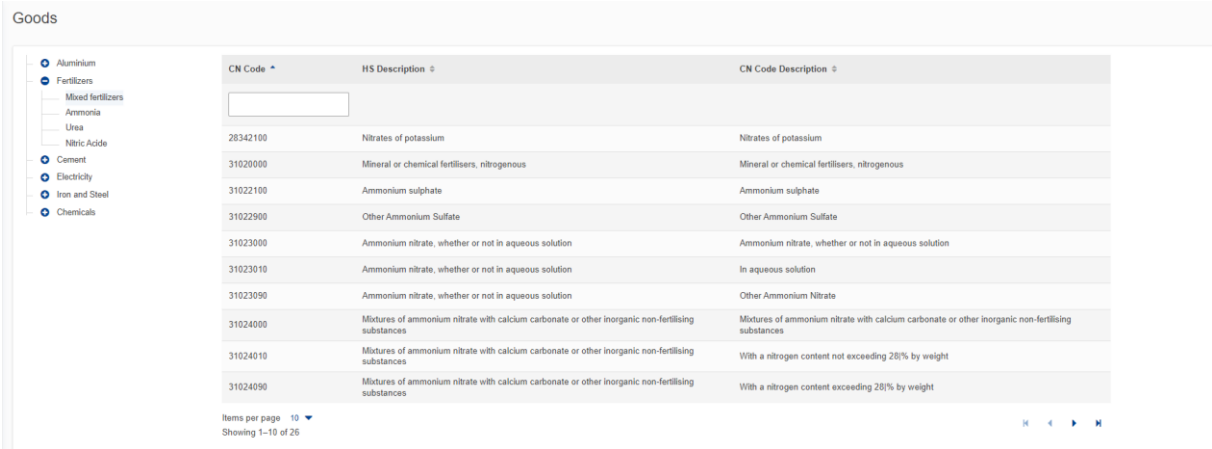 Goods
Aluminium
Fertilizers
Mixed fertilizers
Ammonia
Urea
Nitric Acide
Cement
Electricity
Iron and Steel
Chemicals
CN Code HS Description CN Code Description
28342100 Nitrates of potassium Nitrates of potassium
31020000 Mineral or chemical fertilisers, nitrogenous Mineral or chemical fertilisers, nitrogenous
31022100 Ammonium sulphate Ammonium sulphate
31022900 Other Ammonium Sulfate Other Ammonium Sulfate
31023000 Ammonium nitrate, whether or not in aqueous solution Ammonium nitrate, whether or not in aqueous solution
31023010 Ammonium nitrate, whether or not in aqueous solution In aqueous solution
31023090 Ammonium nitrate, whether or not in aqueous solution Other Ammonium Nitrate
31024000 Mixtures of ammonium nitrate with calcium carbonate or other inorganic non-fertilising substances Mixtures of ammonium nitrate with calcium carbonate or other inorganic non-fertilising substances
31024010 Mixtures of ammonium nitrate with calcium carbonate or other inorganic non-fertilising substances With a nitrogen content not exceeding 28|% by weight
31024090 Mixtures of ammonium nitrate with calcium carbonate or other inorganic non-fertilising substances With a nitrogen content exceeding 28|% by weight
Items per page 10
Showing 1–10 of 26